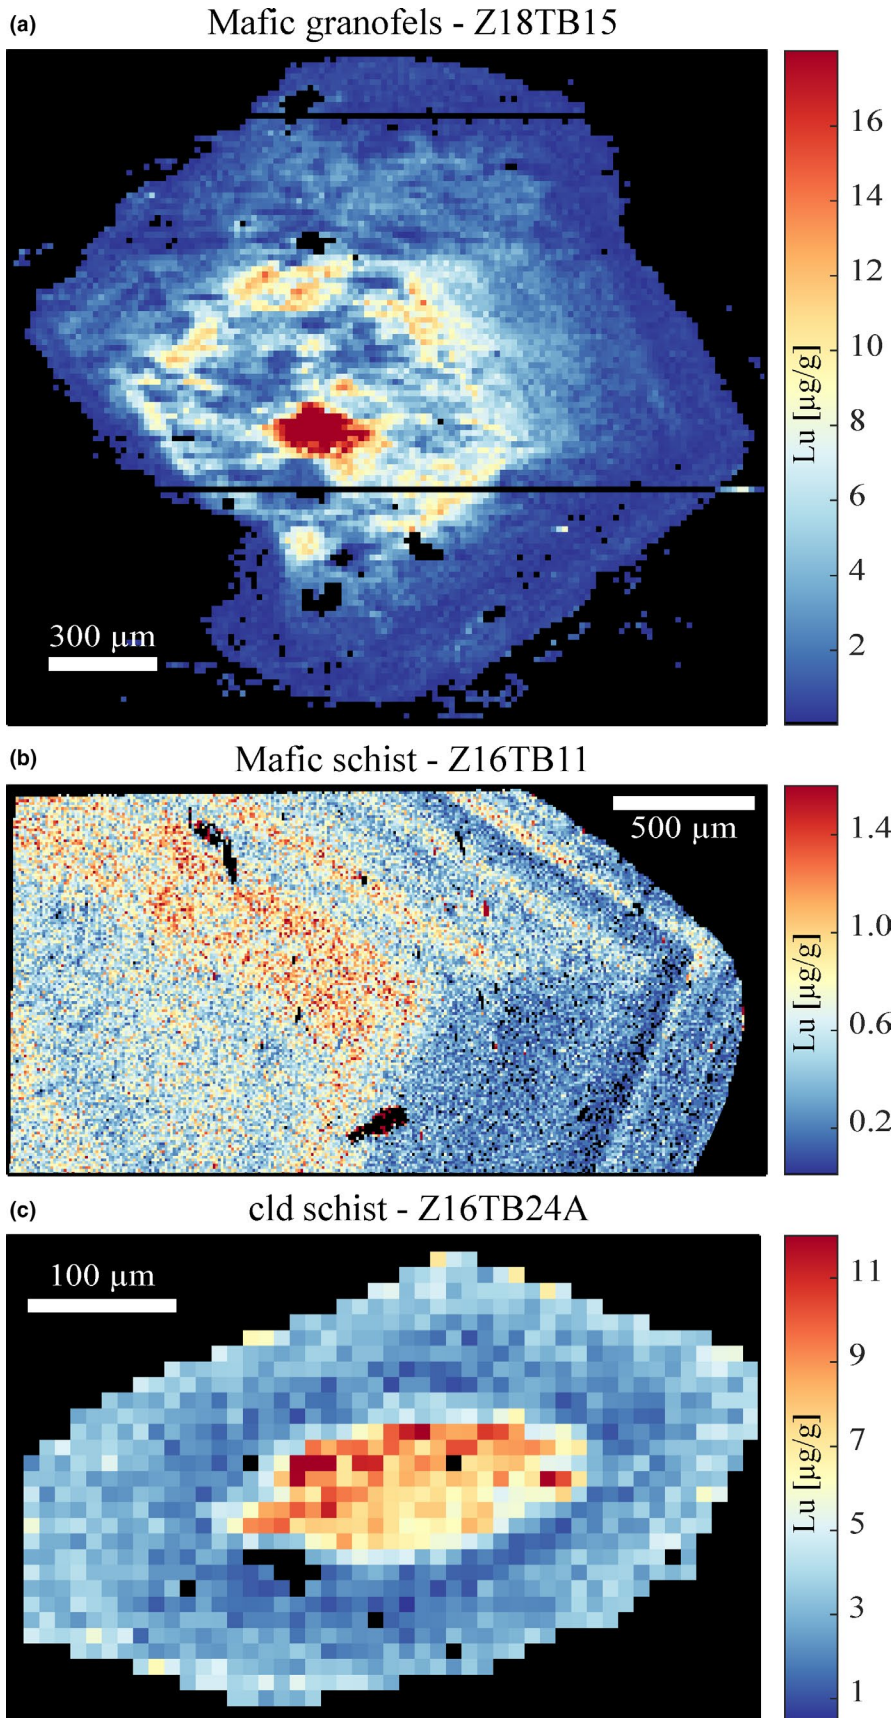 (a)
Mafic granofels - Z18TB15
16
14
12
10
8
6
4
2
Lu [µg/g]
300 µm
(b)
Mafic schist - Z16TB11
500 µm
1.4
1.0
0.6
0.2
Lu [µg/g]
(c)
cld schist - Z16TB24A
100 µm
11
9
7
5
3
1
Lu [µg/g]